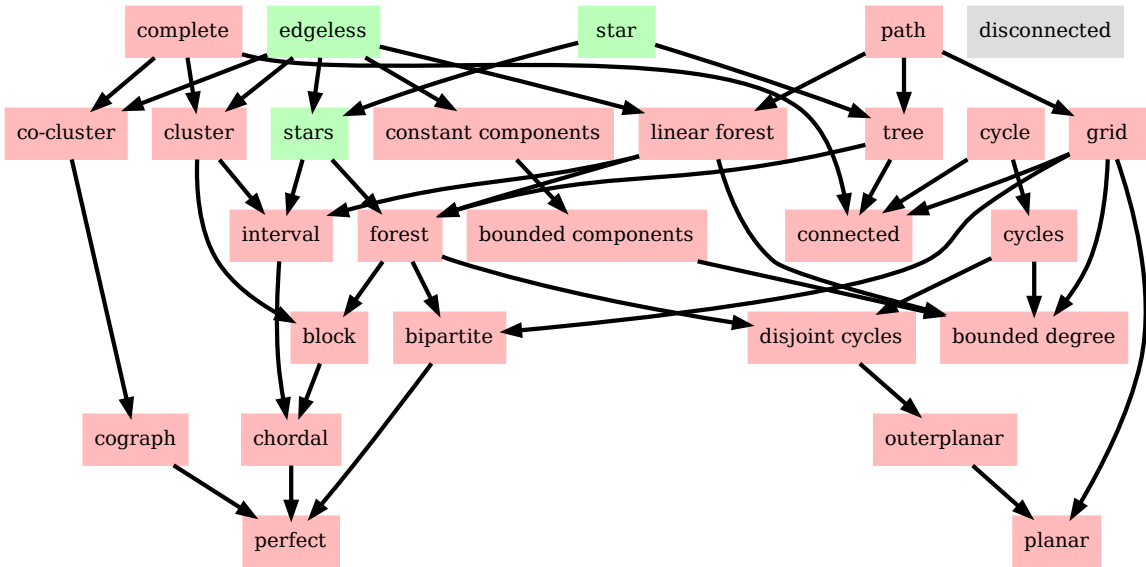 complete
edgeless
star
path
disconnected
co-cluster
cluster
stars
constant components
linear forest
tree
cycle
grid
interval
forest
bounded components
connected
cycles
block
bipartite
disjoint cycles
bounded degree
cograph
chordal
outerplanar
perfect
planar